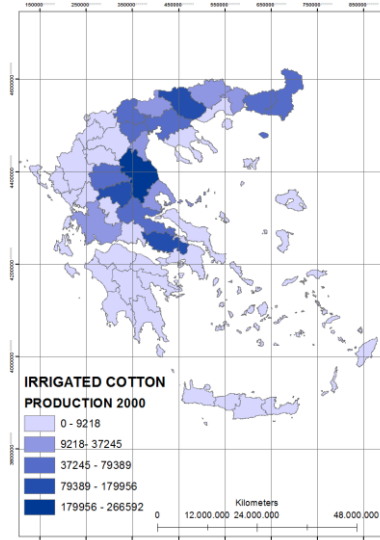 150000 250000 350000 450000 550000 650000 750000 850000
4600000
4400000
4200000
4000000
3800000
IRRIGATED COTTON
PRODUCTION 2000
0 - 9218
9218- 37245
37245 - 79389
79389 - 179956
179956 - 266592
Kilometers
0 12.000.000 24.000.000 48.000.000